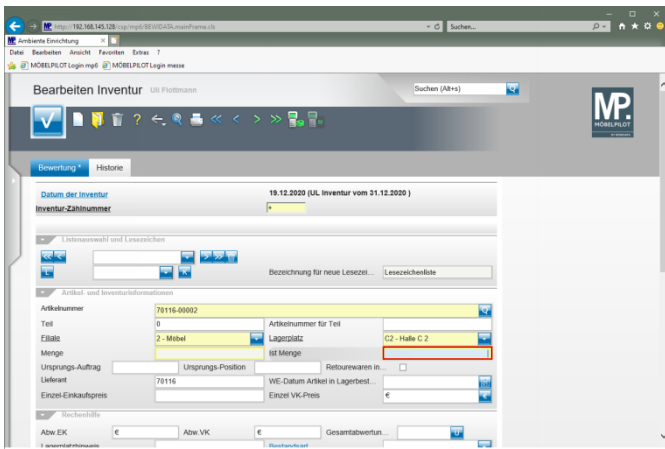 http://192.168.145.128/csp/mp6/BEWIDATA.mainFrame.cls
Suchen...
Ambiente Einrichtung
Datei Bearbeiten Ansicht Favoriten Extras ?
MÖBELPILOT Login mp6 MÖBELPILOT Login messe
Bearbeiten Inventur Uli Flottmann
Suchen (Alt+s)
MP.
MÖBELPILOT
Bewertung * Historie
Datum der Inventur 19.12.2020 (UL Inventur vom 31.12.2020 )
Inventur-Zählnummer +
Listenauswahl und Lesezeichen
L K Bezeichnung für neue Lesezei... Lesezeichenliste
Artikel- und Inventurinformationen
Artikelnummer 70116-00002
Teil 0 Artikelnummer für Teil
Filiale 2 - Möbel Lagerplatz C2 - Halle C 2
Menge Ist Menge
Ursprungs-Auftrag Ursprungs-Position Retourewaren in...
Lieferant 70116 WE-Datum Artikel in Lagerbest...
Einzel-Einkaufspreis Einzel VK-Preis €
Rechenhilfe
Abw.EK € Abw.VK € Gesamtabwertun...
Lagerplatzhinweis Bestandsart